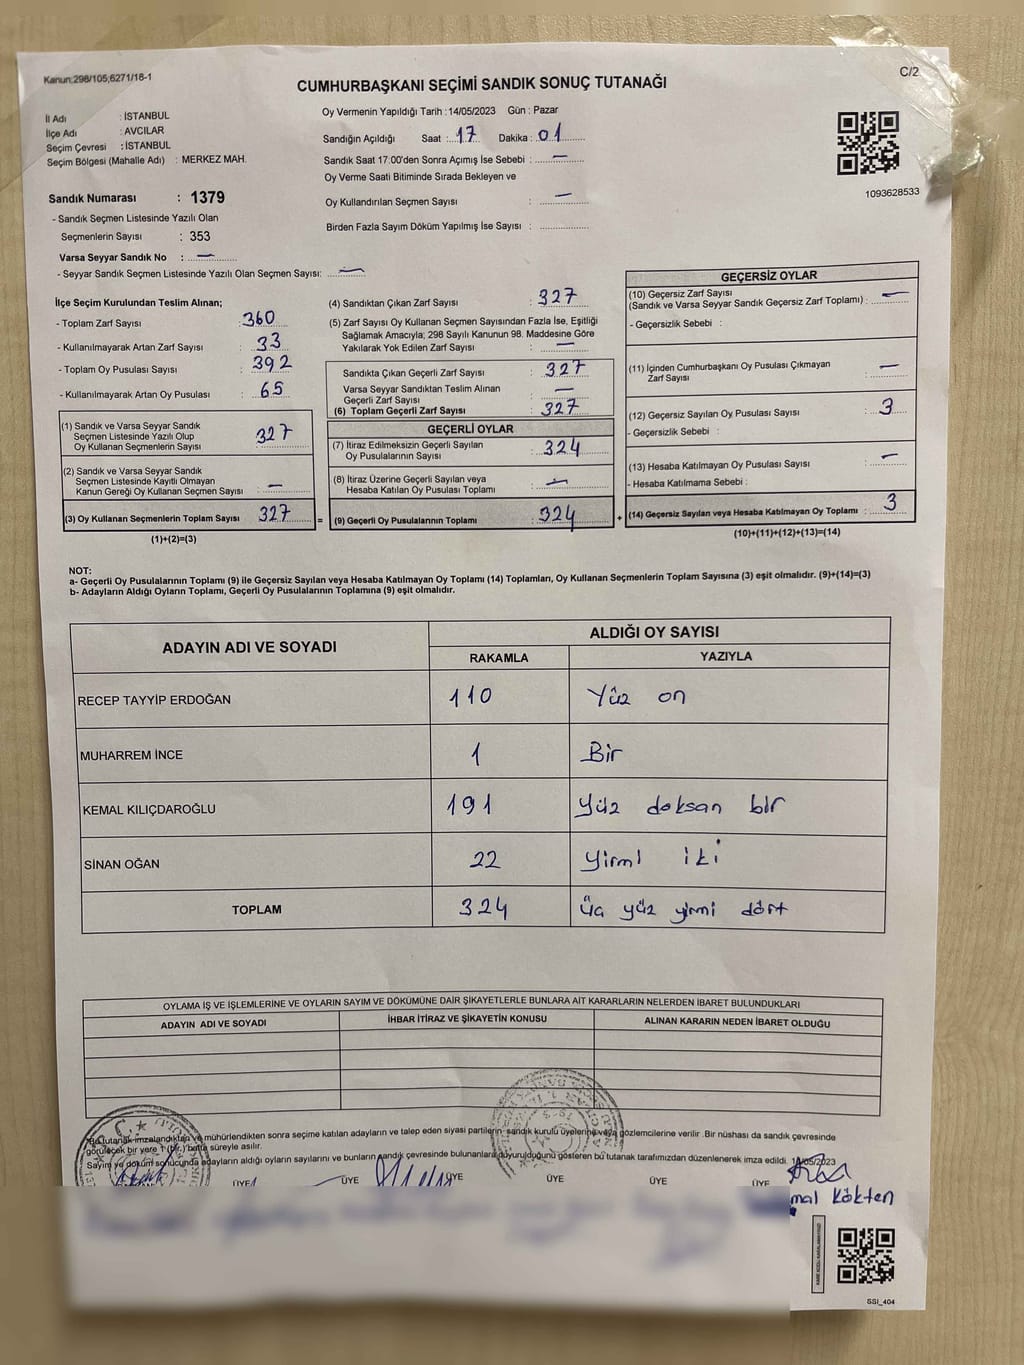 Kanun:298/105;6271/18-1
C/2
CUMHURBAŞKANI SEÇİMİ SANDIK SONUÇ TUTANAĞI
İl Adı : İSTANBUL
İlçe Adı : AVCILAR
Seçim Çevresi : İSTANBUL
Seçim Bölgesi (Mahalle Adı) : MERKEZ MAH.
Oy Vermenin Yapıldığı Tarih : 14/05/2023 Gün : Pazar
Sandığın Açıldığı Saat : 17 Dakika : 01
Sandık Saat 17:00'den Sonra Açımış İse Sebebi : —
Oy Verme Saati Bitiminde Sırada Bekleyen ve
Oy Kullandırılan Seçmen Sayısı : —
Birden Fazla Sayım Döküm Yapılmış İse Sayısı :
1093628533
Sandık Numarası : 1379
- Sandık Seçmen Listesinde Yazılı Olan
Seçmenlerin Sayısı : 353
Varsa Seyyar Sandık No : —
- Seyyar Sandık Seçmen Listesinde Yazılı Olan Seçmen Sayısı: —
İlçe Seçim Kurulundan Teslim Alınan;
- Toplam Zarf Sayısı : 360
- Kullanılmayarak Artan Zarf Sayısı : 33
- Toplam Oy Pusulası Sayısı : 392
- Kullanılmayarak Artan Oy Pusulası : 65
(1) Sandık ve Varsa Seyyar Sandık
Seçmen Listesinde Yazılı Olup
Oy Kullanan Seçmenlerin Sayısı : 327
(2) Sandık ve Varsa Seyyar Sandık
Seçmen Listesinde Kayıtlı Olmayan
Kanun Gereği Oy Kullanan Seçmen Sayısı : —
(3) Oy Kullanan Seçmenlerin Toplam Sayısı : 327
(1)+(2)=(3)
=
(4) Sandıktan Çıkan Zarf Sayısı : 327
(5) Zarf Sayısı Oy Kullanan Seçmen Sayısından Fazla İse, Eşitliği
Sağlamak Amacıyla; 298 Sayılı Kanunun 98. Maddesine Göre
Yakılarak Yok Edilen Zarf Sayısı : —
Sandıkta Çıkan Geçerli Zarf Sayısı : 327
Varsa Seyyar Sandıktan Teslim Alınan
Geçerli Zarf Sayısı : —
(6) Toplam Geçerli Zarf Sayısı : 327
GEÇERLİ OYLAR
(7) İtiraz Edilmeksizin Geçerli Sayılan
Oy Pusulalarının Sayısı : 324
(8) İtiraz Üzerine Geçerli Sayılan veya
Hesaba Katılan Oy Pusulası Toplamı : —
(9) Geçerli Oy Pusulalarının Toplamı : 324
+
GEÇERSİZ OYLAR
(10) Geçersiz Zarf Sayısı
(Sandık ve Varsa Seyyar Sandık Geçersiz Zarf Toplamı) : —
- Geçersizlik Sebebi :
(11) İçinden Cumhurbaşkanı Oy Pusulası Çıkmayan
Zarf Sayısı : —
(12) Geçersiz Sayılan Oy Pusulası Sayısı : 3
- Geçersizlik Sebebi :
(13) Hesaba Katılmayan Oy Pusulası Sayısı : —
- Hesaba Katılmama Sebebi :
(14) Geçersiz Sayılan veya Hesaba Katılmayan Oy Toplamı : 3
(10)+(11)+(12)+(13)=(14)
NOT:
a- Geçerli Oy Pusulalarının Toplamı (9) ile Geçersiz Sayılan veya Hesaba Katılmayan Oy Toplamı (14) Toplamları, Oy Kullanan Seçmenlerin Toplam Sayısına (3) eşit olmalıdır. (9)+(14)=(3)
b- Adayların Aldığı Oyların Toplamı, Geçerli Oy Pusulalarının Toplamına (9) eşit olmalıdır.
ADAYIN ADI VE SOYADI ALDIĞI OY SAYISI
RAKAMLA YAZIYLA
RECEP TAYYİP ERDOĞAN 110 Yüz on
MUHARREM İNCE 1 Bir
KEMAL KILIÇDAROĞLU 191 Yüz doksan bir
SİNAN OĞAN 22 Yirmi iki
TOPLAM 324 Üç yüz yirmi dört
OYLAMA İŞ VE İŞLEMLERİNE VE OYLARIN SAYIM VE DÖKÜMÜNE DAİR ŞİKAYETLERLE BUNLARA AİT KARARLARIN NELERDEN İBARET BULUNDUKLARI
ADAYIN ADI VE SOYADI İHBAR İTİRAZ VE ŞİKAYETİN KONUSU ALINAN KARARIN NEDEN İBARET OLDUĞU
Bu tutanak imzalandıktan ve mühürlendikten sonra seçime katılan adayların ve talep eden siyasi partilerin sandık kurulu üyelerine veya gözlemcilerine verilir .Bir nüshası da sandık çevresinde
görülecek bir yere 1 (bir) hafta süreyle asılır.
Sayım ve döküm sonucunda adayların aldığı oyların sayılarını ve bunların sandık çevresinde bulunanlara duyurulduğunu gösteren bu tutanak tarafımızdan düzenlenerek imza edildi. 14/05/2023
ÜYE ÜYE ÜYE ÜYE ÜYE ÜYE
mal Kökten
SSİ_404